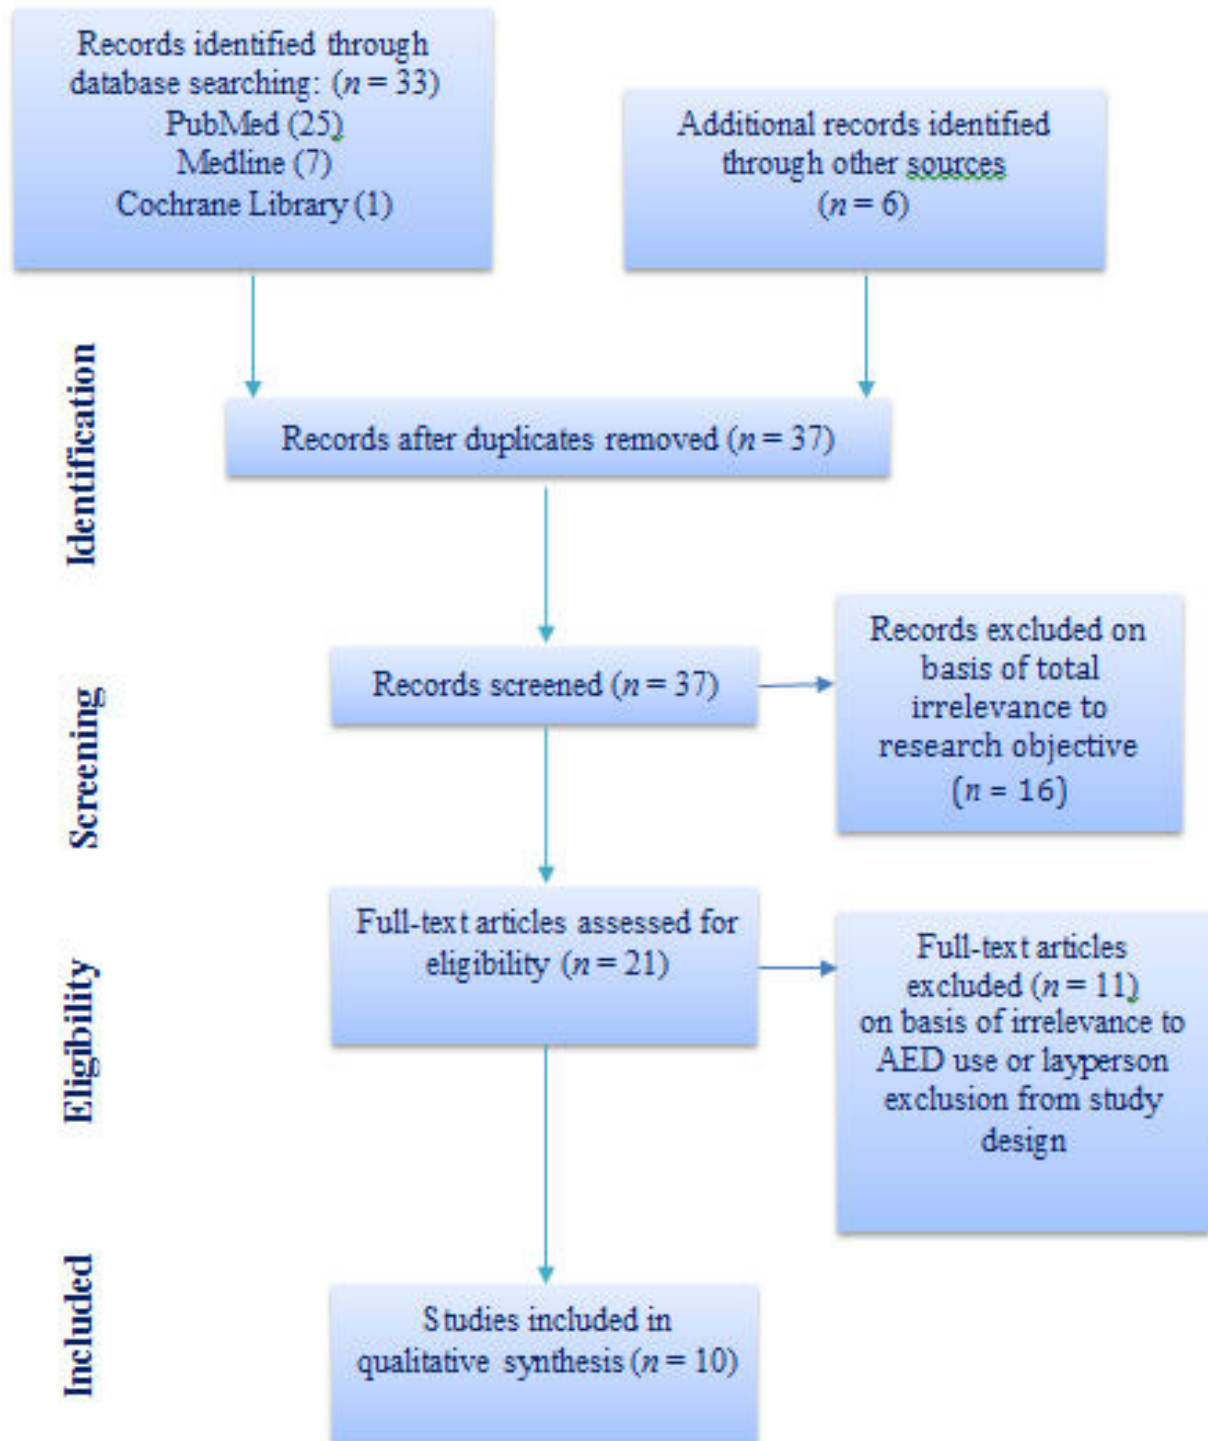 Records identified through
database searching: (n = 33)
PubMed (25)
Medline (7)
Cochrane Library (1)
Additional records identified
through other sources
(n = 6)
Identification
Records after duplicates removed (n = 37)
Screening
Records screened (n = 37)
Records excluded on
basis of total
irrelevance to
research objective
(n = 16)
Eligibility
Full-text articles assessed for
eligibility (n = 21)
Full-text articles
excluded (n = 11)
on basis of irrelevance to
AED use or layperson
exclusion from study
design
Included
Studies included in
qualitative synthesis (n = 10)